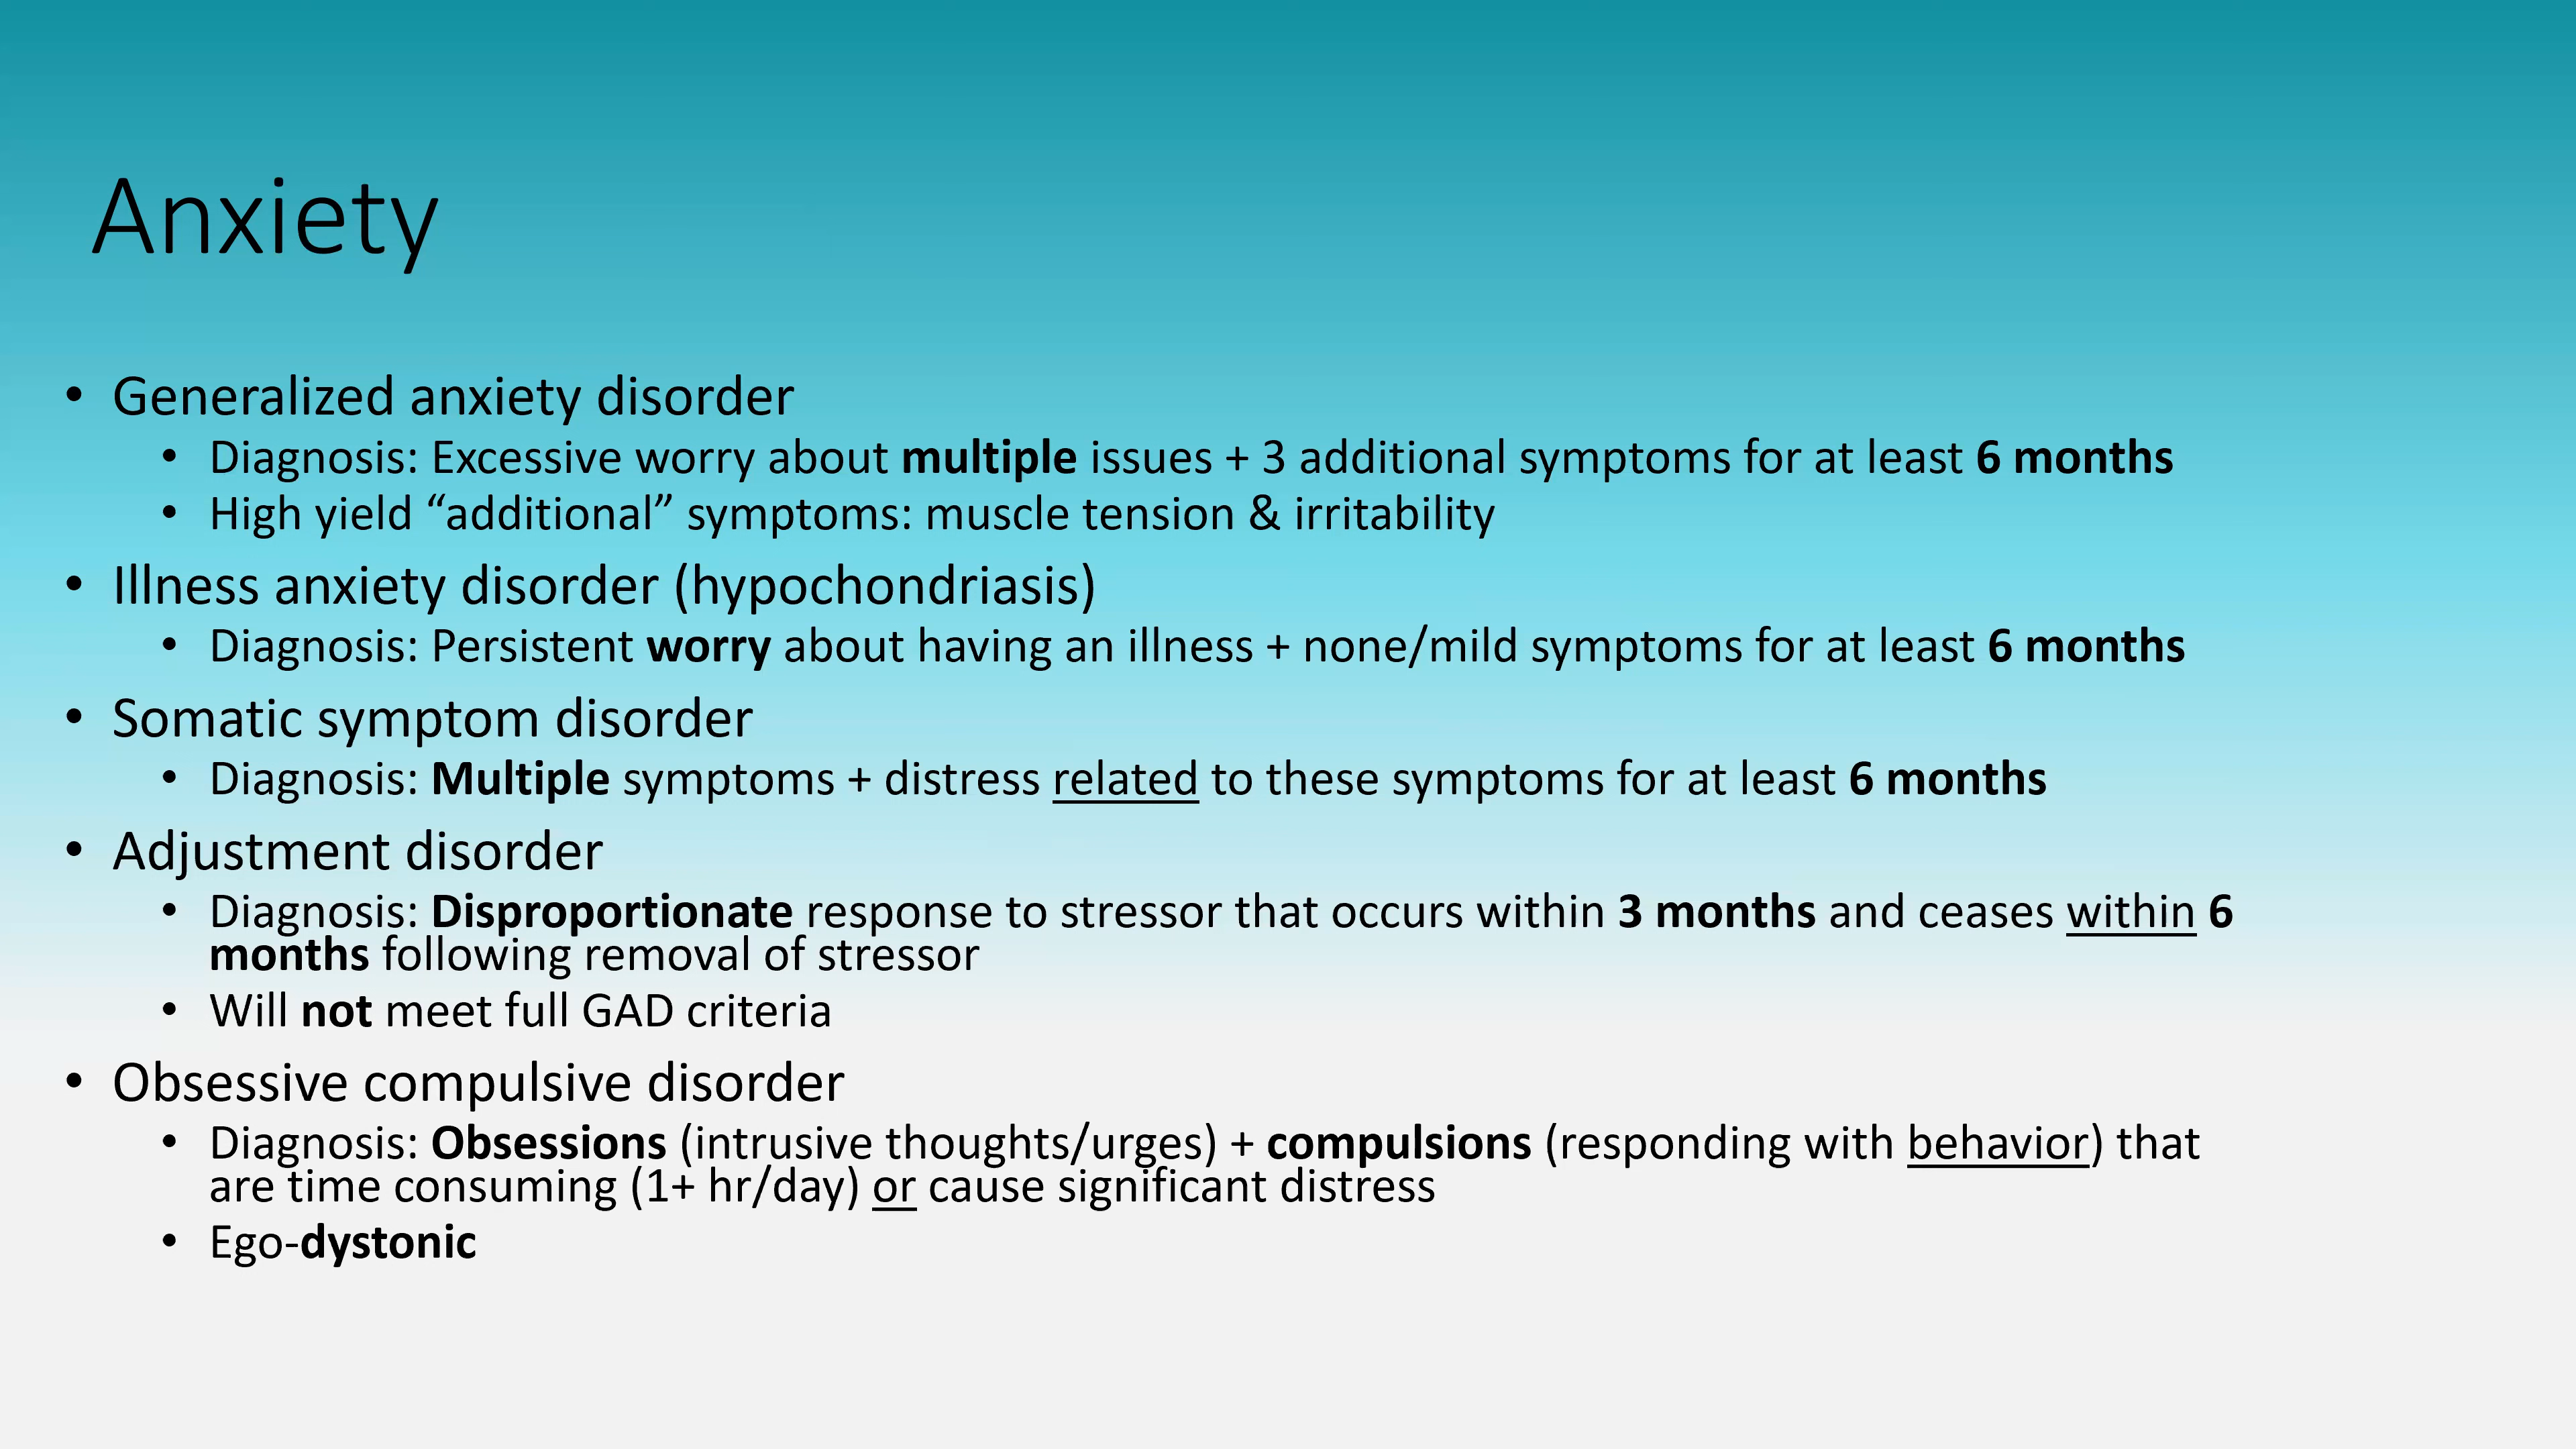 Anxiety
• Generalized anxiety disorder
• Diagnosis: Excessive worry about multiple issues + 3 additional symptoms for at least 6 months
• High yield “additional” symptoms: muscle tension & irritability
• Illness anxiety disorder (hypochondriasis)
• Diagnosis: Persistent worry about having an illness + none/mild symptoms for at least 6 months
• Somatic symptom disorder
• Diagnosis: Multiple symptoms + distress related to these symptoms for at least 6 months
• Adjustment disorder
• Diagnosis: Disproportionate response to stressor that occurs within 3 months and ceases within 6
months following removal of stressor
• Will not meet full GAD criteria
• Obsessive compulsive disorder
• Diagnosis: Obsessions (intrusive thoughts/urges) + compulsions (responding with behavior) that
are time consuming (1+ hr/day) or cause significant distress
• Ego-dystonic